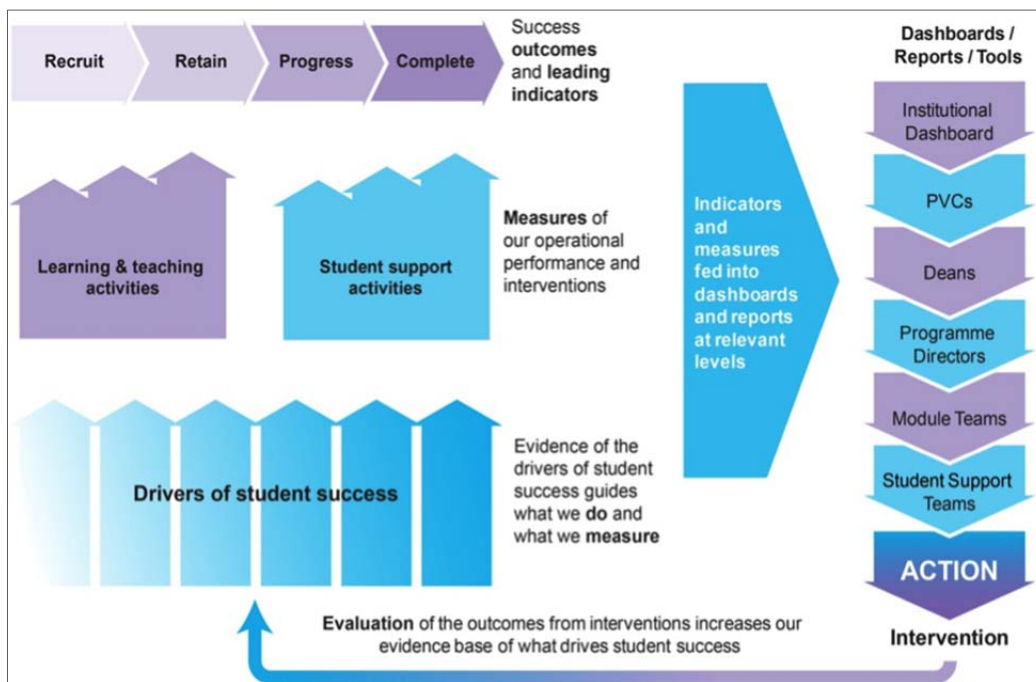 Recruit
Retain
Progress
Complete
Success
outcomes
and leading
indicators
Learning & teaching
activities
Student support
activities
Measures of
our operational
performance and
interventions
Drivers of student success
Evidence of the
drivers of student
success guides
what we do and
what we measure
Indicators
and
measures
fed into
dashboards
and reports
at relevant
levels
Dashboards /
Reports / Tools
Institutional
Dashboard
PVCs
Deans
Programme
Directors
Module Teams
Student Support
Teams
ACTION
Intervention
Evaluation of the outcomes from interventions increases our
evidence base of what drives student success